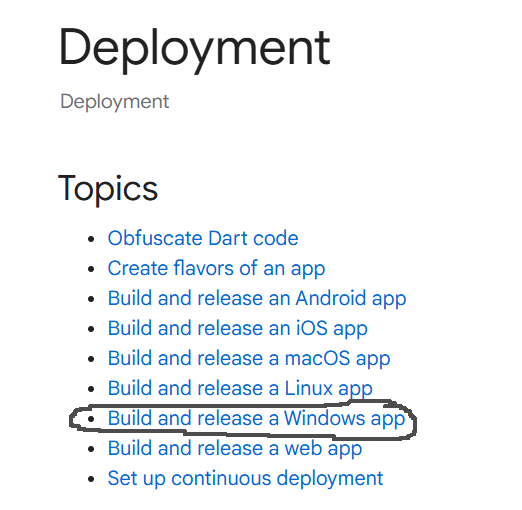 Deployment
Deployment
Topics
Obfuscate Dart code
Create flavors of an app
Build and release an Android app
Build and release an iOS app
Build and release a macOS app
Build and release a Linux app
Build and release a Windows app
Build and release a web app
Set up continuous deployment